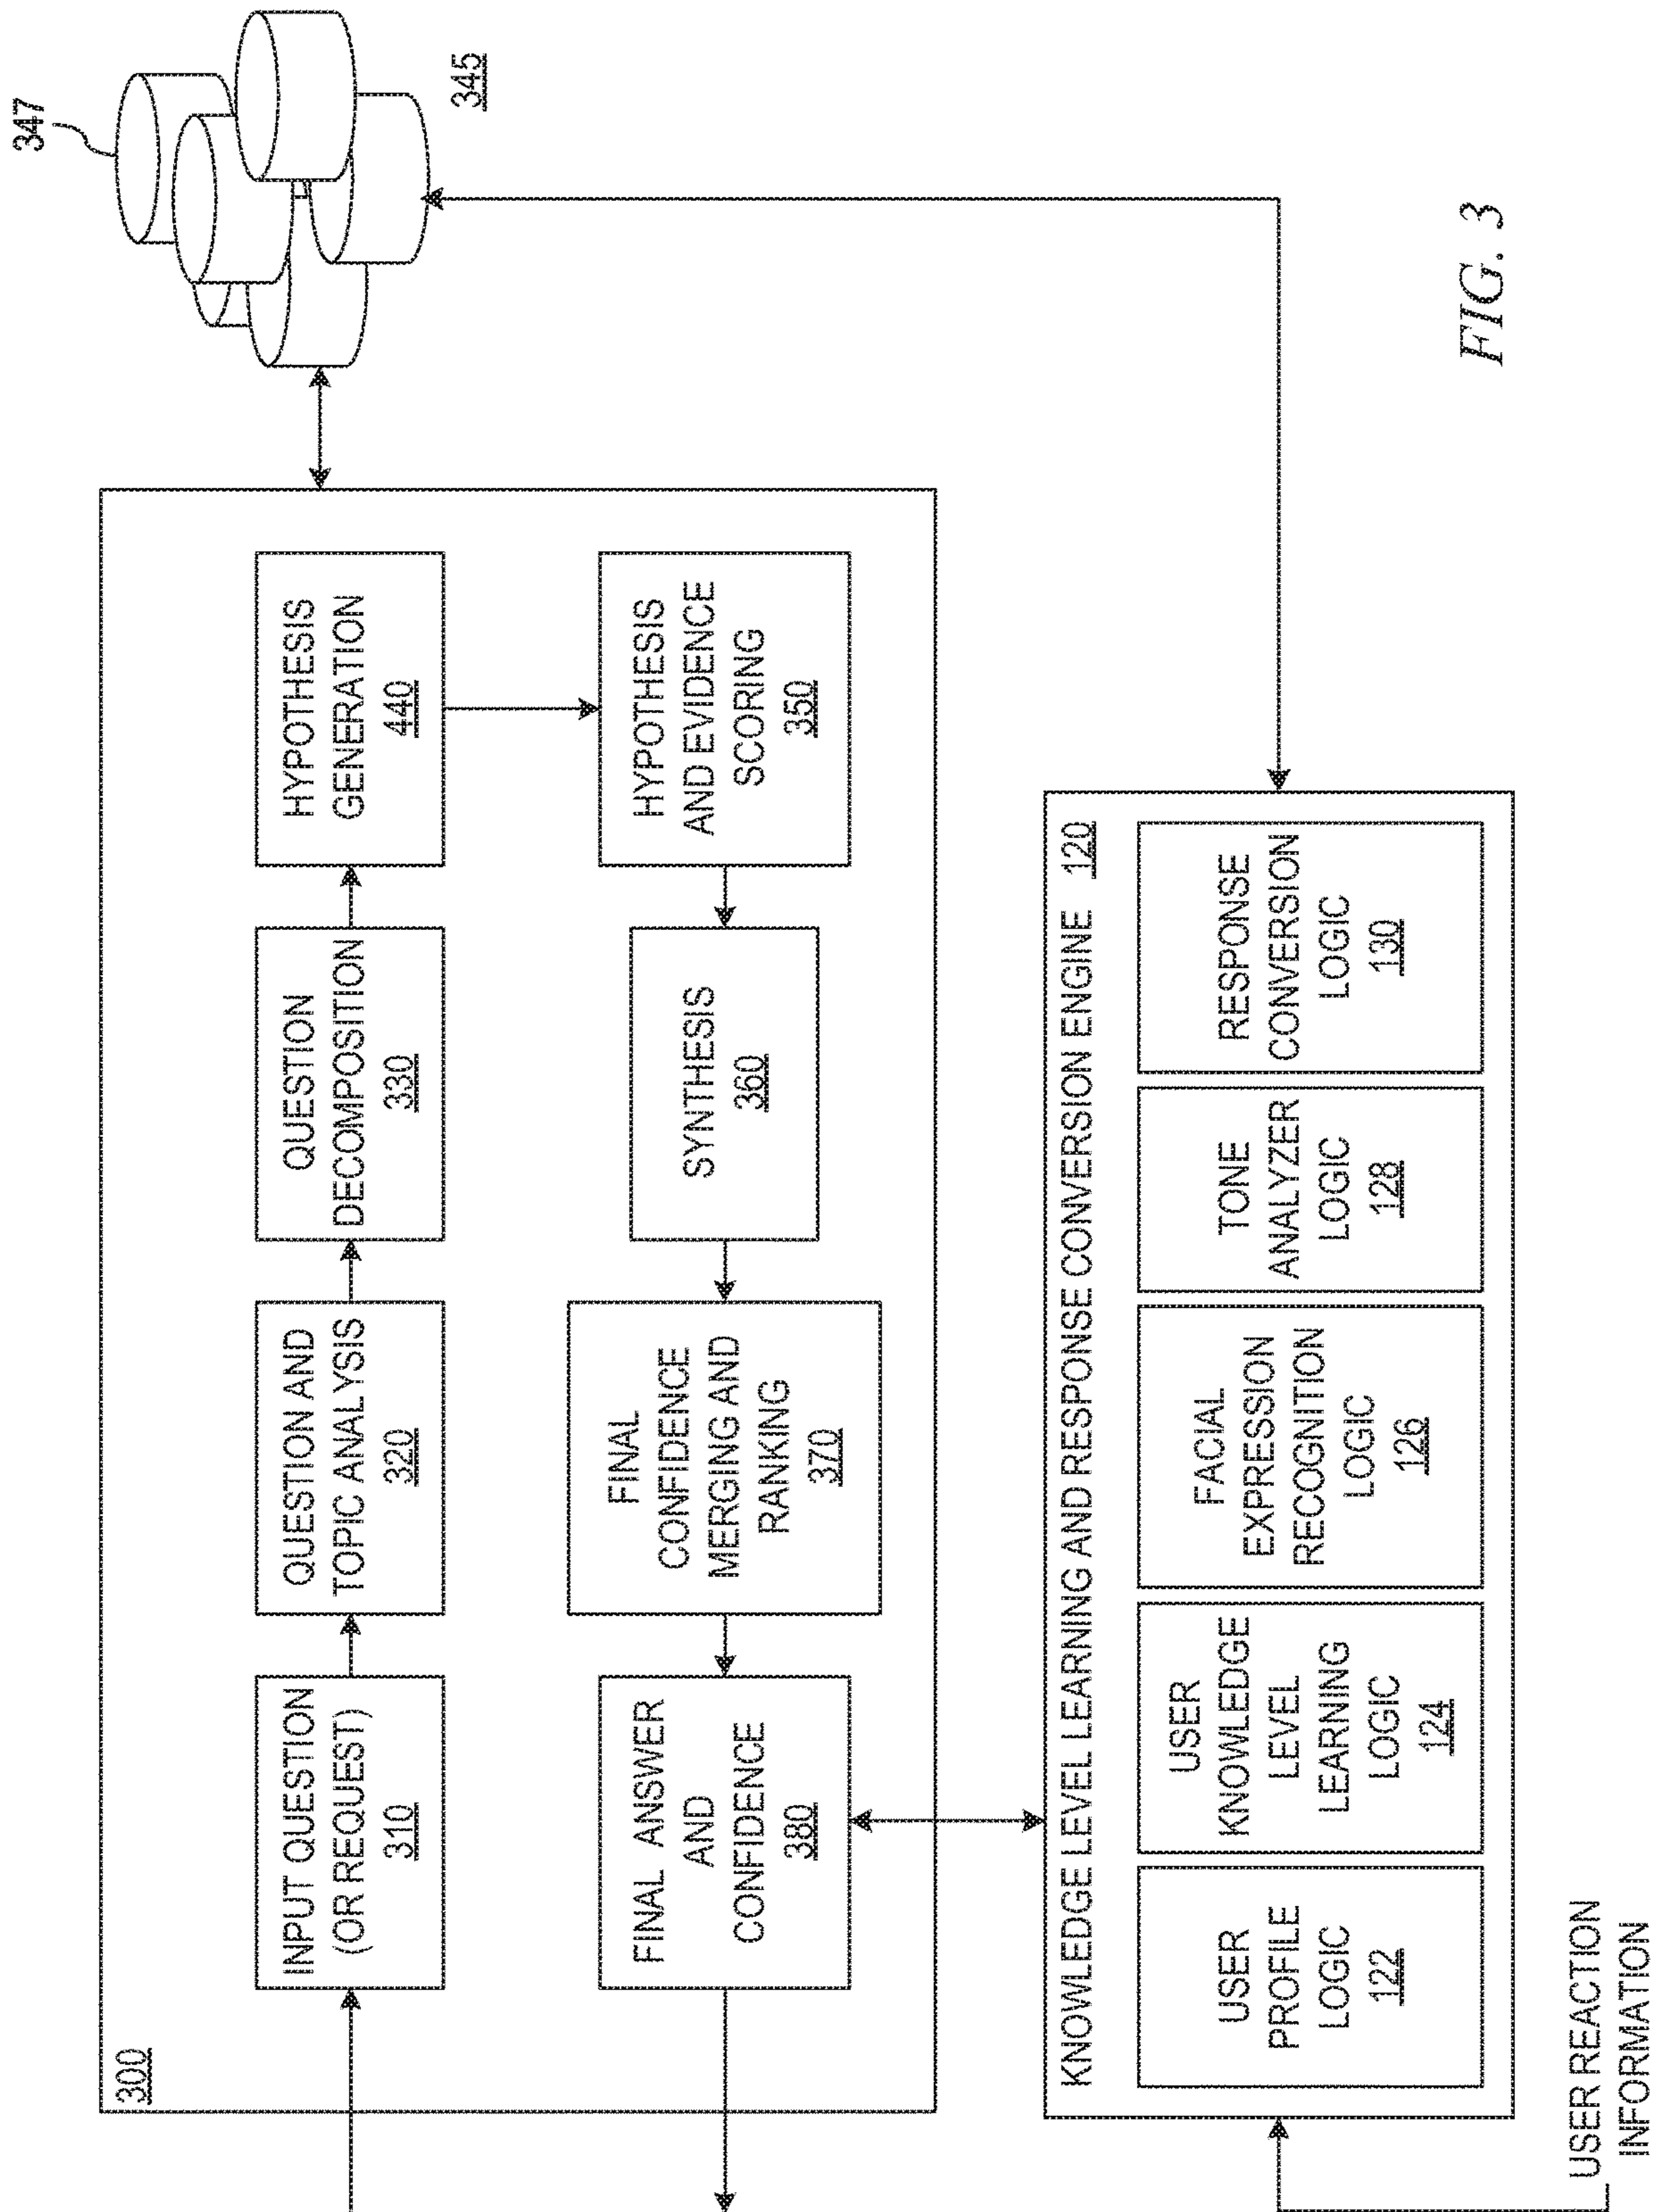 347
345
300
INPUT QUESTION
(OR REQUEST)
310
QUESTION AND
TOPIC ANALYSIS
320
QUESTION
DECOMPOSITION
330
HYPOTHESIS
GENERATION
440
FINAL ANSWER
AND
CONFIDENCE
380
FINAL
CONFIDENCE
MERGING AND
RANKING
370
SYNTHESIS
360
HYPOTHESIS
AND EVIDENCE
SCORING
350
KNOWLEDGE LEVEL LEARNING AND RESPONSE CONVERSION ENGINE 120
USER
PROFILE
LOGIC
122
USER
KNOWLEDGE
LEVEL
LEARNING
LOGIC
124
FACIAL
EXPRESSION
RECOGNITION
LOGIC
126
TONE
ANALYZER
LOGIC
128
RESPONSE
CONVERSION
LOGIC
130
USER REACTION
INFORMATION
FIG. 3